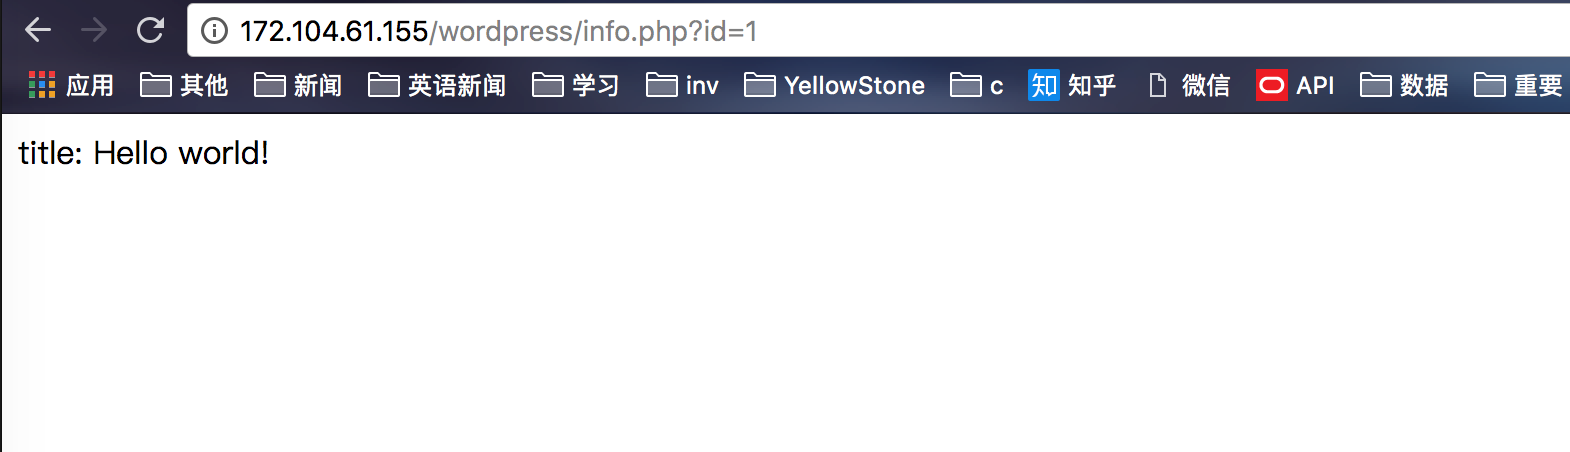 172.104.61.155/wordpress/info.php?id=1
应用 其他 新闻 英语新闻 学习 inv YellowStone c 知 知乎 微信 API 数据 重要
title: Hello world!